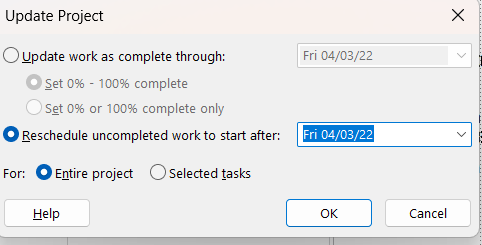 Update Project
Update work as complete through: Fri 04/03/22
Set 0% - 100% complete
Set 0% or 100% complete only
Reschedule uncompleted work to start after: Fri 04/03/22
For: Entire project Selected tasks
Help OK Cancel